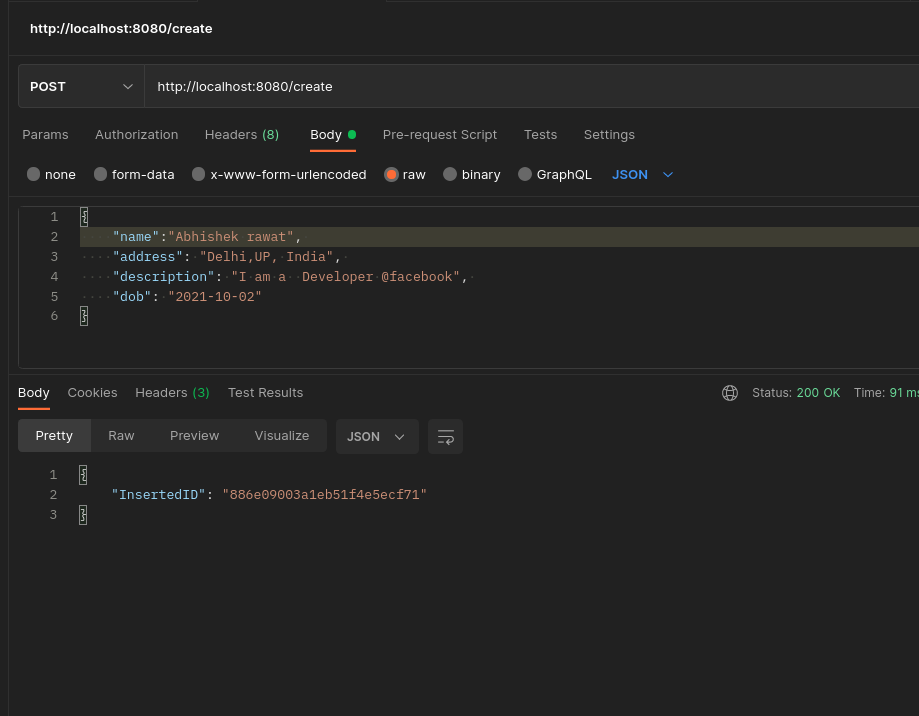 http://localhost:8080/create
POST http://localhost:8080/create
Params Authorization Headers (8) Body Pre-request Script Tests Settings
none form-data x-www-form-urlencoded raw binary GraphQL JSON
1 {
2 "name":"Abhishek rawat",
3 "address": "Delhi,UP, India",
4 "description": "I am a  Developer @facebook",
5 "dob": "2021-10-02"
6 }
Body Cookies Headers (3) Test Results Status: 200 OK Time: 91 ms
Pretty Raw Preview Visualize JSON
1 {
2 "InsertedID": "886e09003a1eb51f4e5ecf71"
3 }